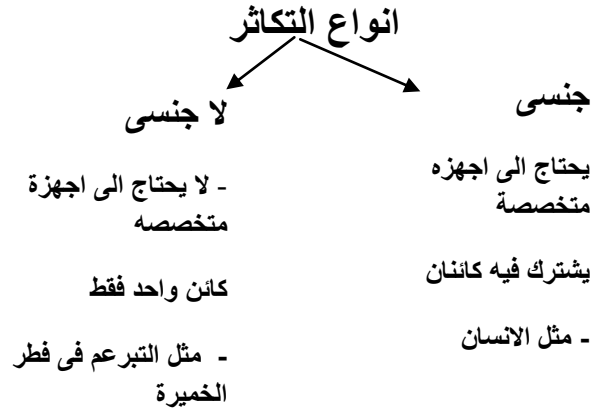 انواع التكاثر
جنسى
يحتاج الى اجهزه
متخصصة
يشترك فيه كائنان
- مثل الانسان
لا جنسى
- لا يحتاج الى اجهزة
متخصصه
كائن واحد فقط
- مثل التبرعم فى فطر
الخميرة